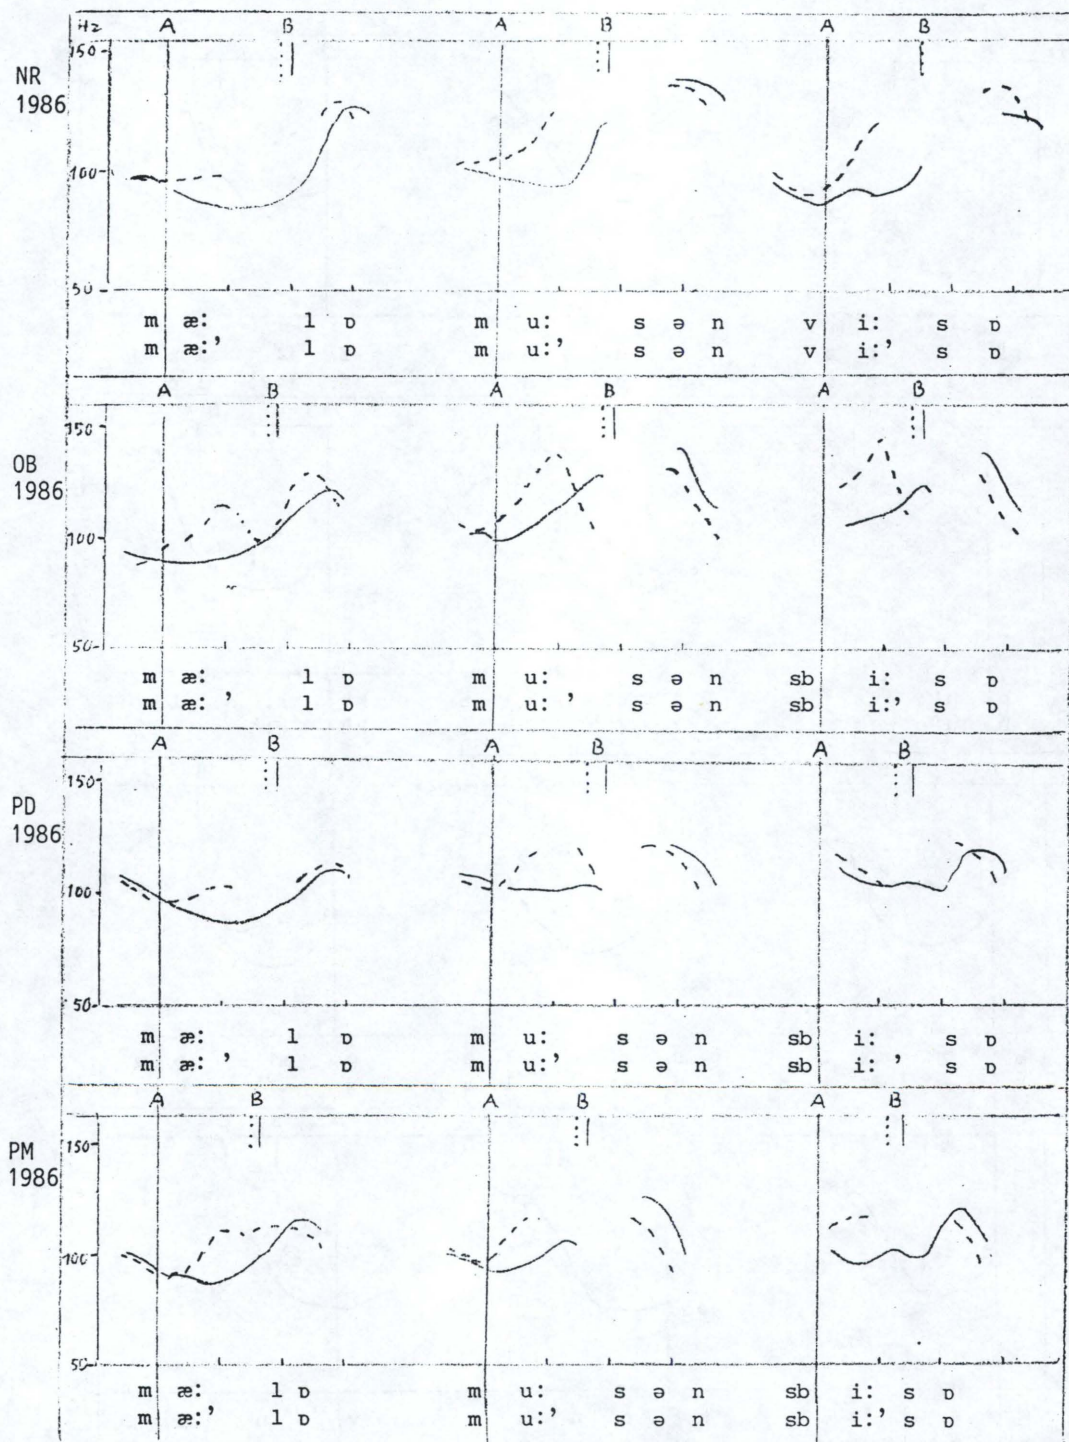 Hz A B A B A B
150
NR
1986
100
50
m æ: l ɒ m u: s ə n v i: s ɒ
m æ:' l ɒ m u:' s ə n v i:' s ɒ
A B A B A B
150
OB
1986
100
50
m æ: l ɒ m u: s ə n sb i: s ɒ
m æ:' l ɒ m u:' s ə n sb i:' s ɒ
A B A B A B
150
PD
1986
100
50
m æ: l ɒ m u: s ə n sb i: s ɒ
m æ:' l ɒ m u:' s ə n sb i:' s ɒ
A B A B A B
150
PM
1986
100
50
m æ: l ɒ m u: s ə n sb i: s ɒ
m æ:' l ɒ m u:' s ə n sb i:' s ɒ